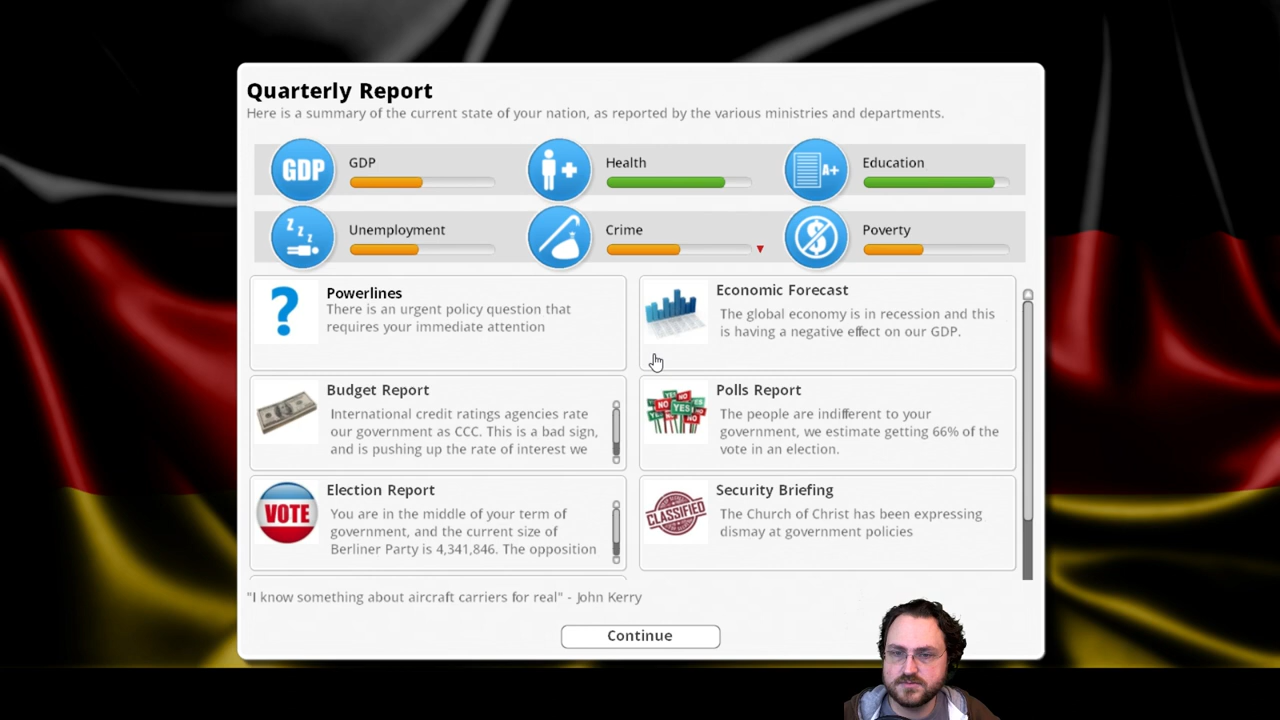 Quarterly Report
Here is a summary of the current state of your nation, as reported by the various ministries and departments.
GDP
GDP
Health
A+
Education
Z Z Z
Unemployment
Crime
Poverty
?
Powerlines
There is an urgent policy question that
requires your immediate attention
Economic Forecast
The global economy is in recession and this
is having a negative effect on our GDP.
Budget Report
International credit ratings agencies rate
our government as CCC. This is a bad sign,
and is pushing up the rate of interest we
YES NO
NO YES
NO
Polls Report
The people are indifferent to your
government, we estimate getting 66% of the
vote in an election.
VOTE
Election Report
You are in the middle of your term of
government, and the current size of
Berliner Party is 4,341,846. The opposition
CLASSIFIED
Security Briefing
The Church of Christ has been expressing
dismay at government policies
"I know something about aircraft carriers for real" - John Kerry
Continue